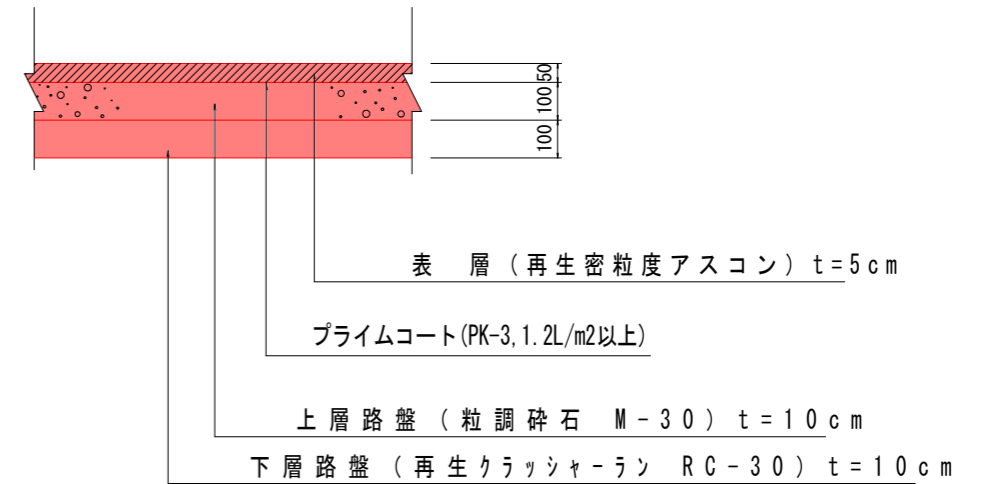 50
100
100
表　層（再生密粒度アスコン）t=5cm
プライムコート(PK-3,1.2L/m2以上)
上層路盤（粒調砕石　M-30）t=10cm
下層路盤（再生クラッシャーラン　RC-30）t=10cm